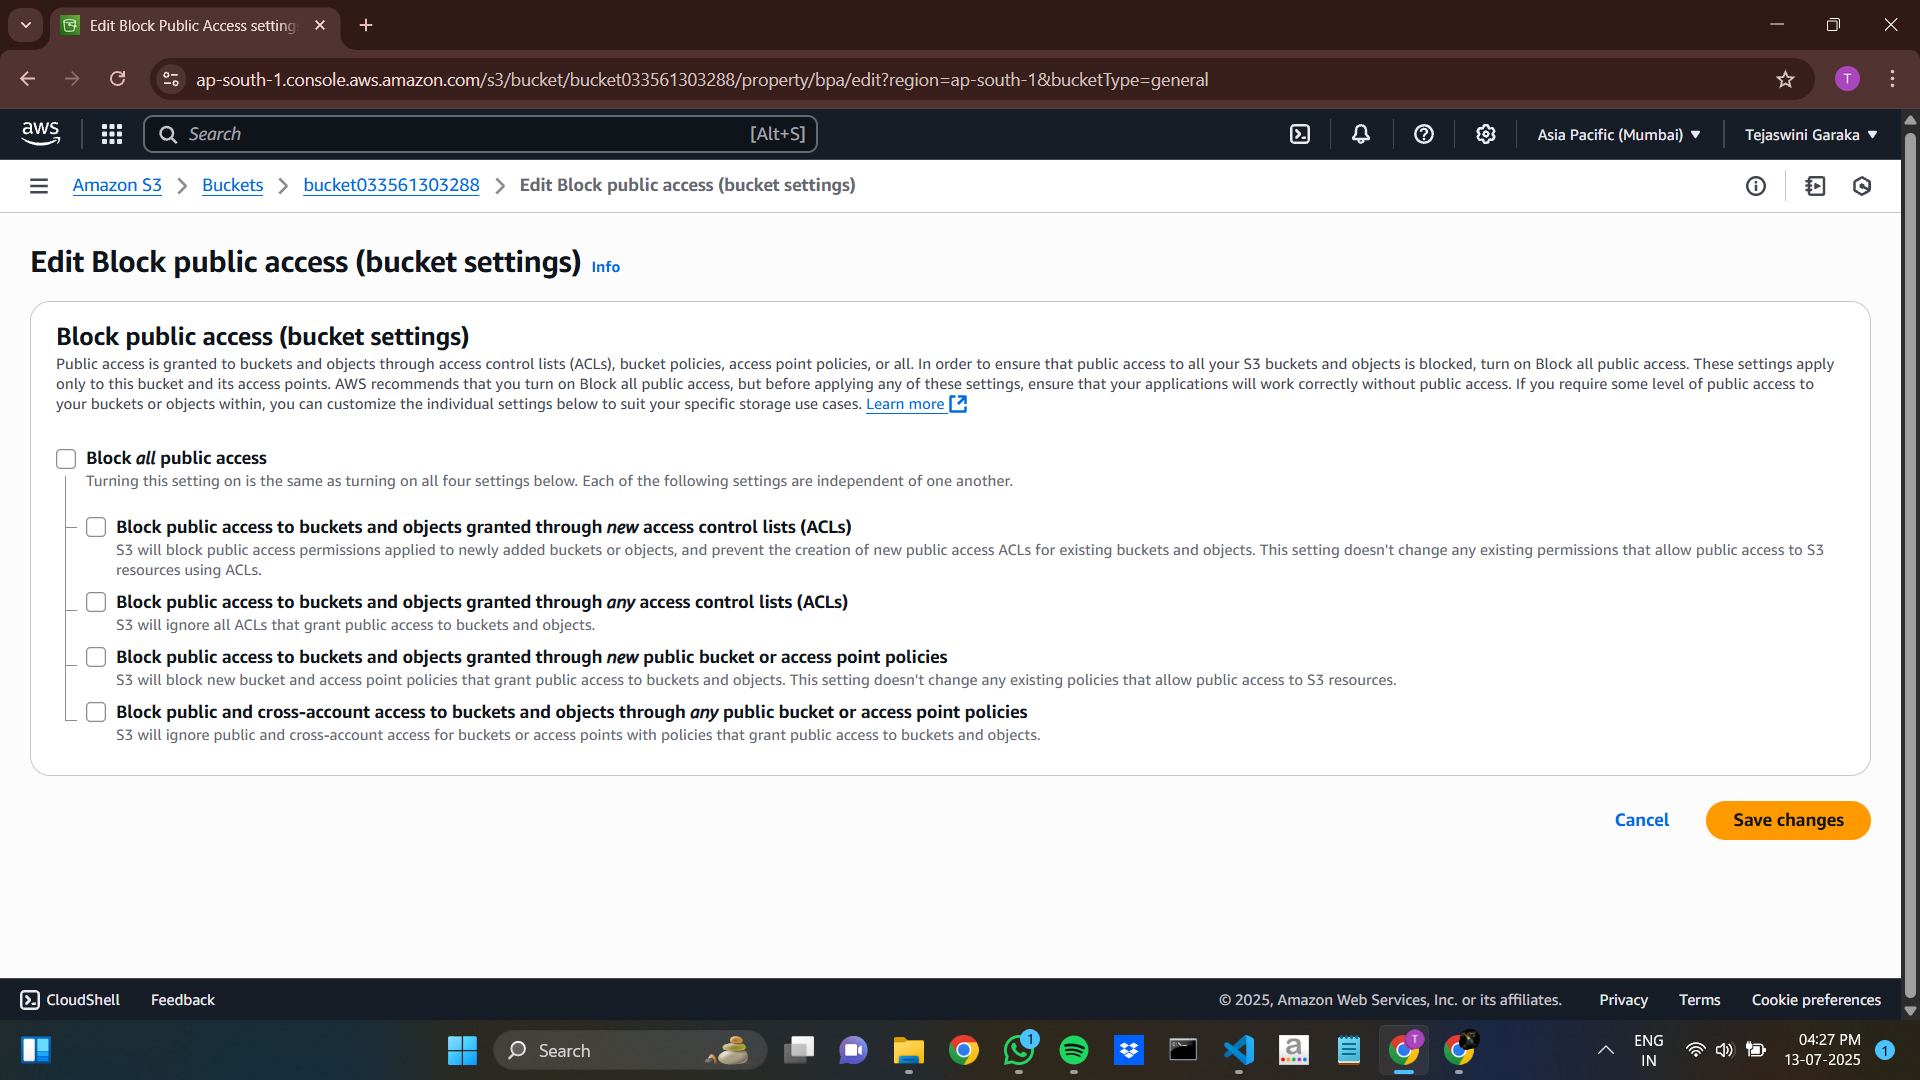 Edit Block Public Access setting
ap-south-1.console.aws.amazon.com/s3/bucket/bucket033561303288/property/bpa/edit?region=ap-south-1&bucketType=general
T
aws
Search
[Alt+S]
Asia Pacific (Mumbai)
Tejaswini Garaka
Amazon S3
Buckets
bucket033561303288
Edit Block public access (bucket settings)
Edit Block public access (bucket settings)
Info
Block public access (bucket settings)
Public access is granted to buckets and objects through access control lists (ACLs), bucket policies, access point policies, or all. In order to ensure that public access to all your S3 buckets and objects is blocked, turn on Block all public access. These settings apply
only to this bucket and its access points. AWS recommends that you turn on Block all public access, but before applying any of these settings, ensure that your applications will work correctly without public access. If you require some level of public access to
your buckets or objects within, you can customize the individual settings below to suit your specific storage use cases. Learn more
Block all public access
Turning this setting on is the same as turning on all four settings below. Each of the following settings are independent of one another.
Block public access to buckets and objects granted through new access control lists (ACLs)
S3 will block public access permissions applied to newly added buckets or objects, and prevent the creation of new public access ACLs for existing buckets and objects. This setting doesn't change any existing permissions that allow public access to S3
resources using ACLs.
Block public access to buckets and objects granted through any access control lists (ACLs)
S3 will ignore all ACLs that grant public access to buckets and objects.
Block public access to buckets and objects granted through new public bucket or access point policies
S3 will block new bucket and access point policies that grant public access to buckets and objects. This setting doesn't change any existing policies that allow public access to S3 resources.
Block public and cross-account access to buckets and objects through any public bucket or access point policies
S3 will ignore public and cross-account access for buckets or access points with policies that grant public access to buckets and objects.
Cancel
Save changes
CloudShell
Feedback
© 2025, Amazon Web Services, Inc. or its affiliates.
Privacy
Terms
Cookie preferences
Search
1
a
T
ENG
IN
04:27 PM
13-07-2025
1